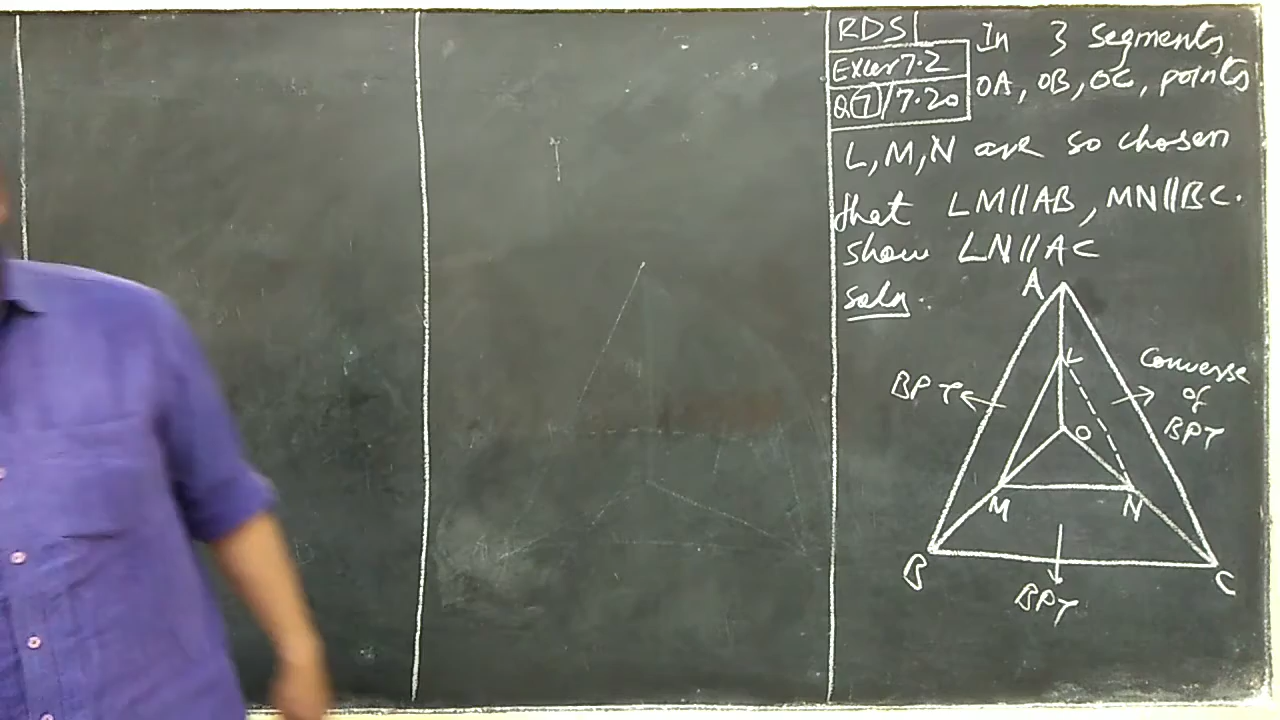 RDS
Exer 7.2
Q(7)/7.20
In 3 segments
OA, OB, OC, points
L, M, N are so chosen
that LM||AB, MN||BC.
show LN||AC
soln.
A
L
Converse
of
BPT
BPT
O
M
N
B
C
BPT